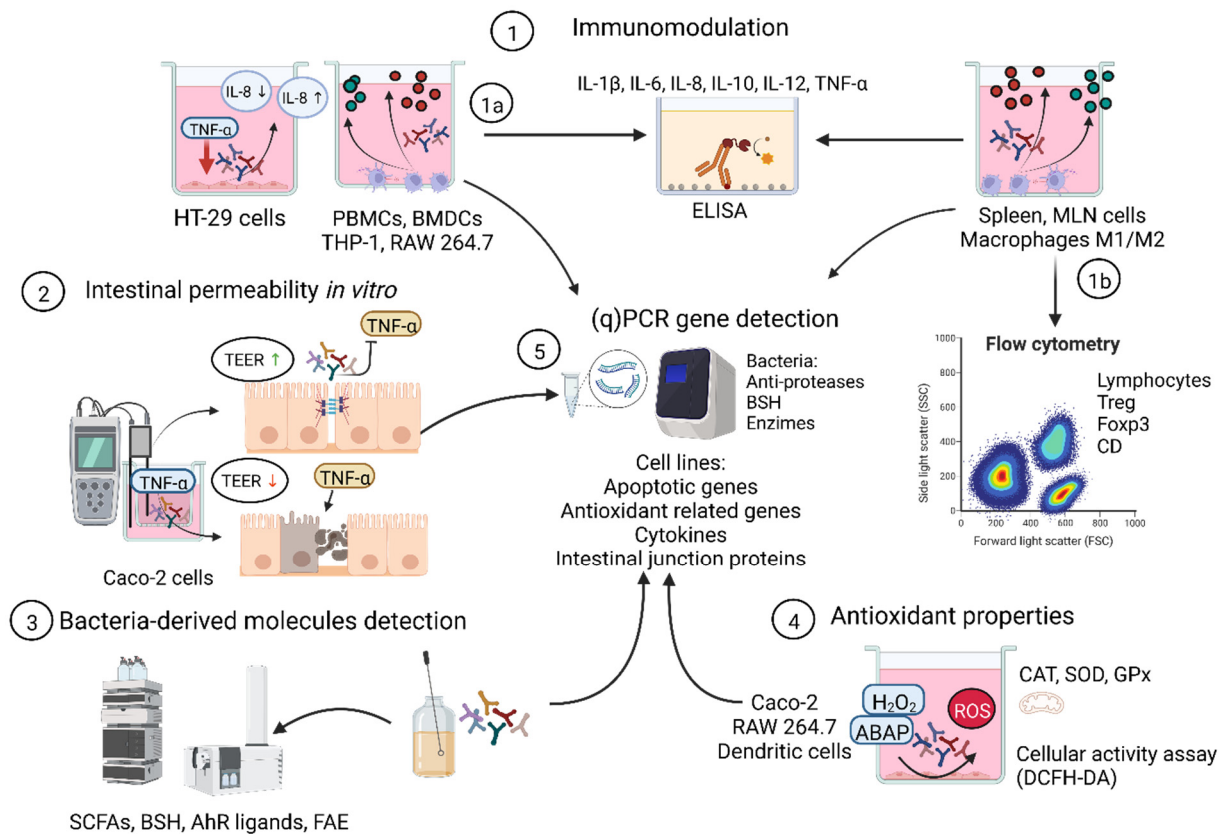 1 Immunomodulation
IL-8 ↓
IL-8 ↑
TNF-α
HT-29 cells
PBMCs, BMDCs
THP-1, RAW 264.7
1a
IL-1β, IL-6, IL-8, IL-10, IL-12, TNF-α
ELISA
Spleen, MLN cells
Macrophages M1/M2
1b
Flow cytometry
1000
800
600
400
200
0
0 200 400 600 800 1000
Side light scatter (SSC)
Forward light scatter (FSC)
Lymphocytes
Treg
Foxp3
CD
2 Intestinal permeability in vitro
TEER ↑
TNF-α
TNF-α
TEER ↓
TNF-α
Caco-2 cells
5
(q)PCR gene detection
Bacteria:
Anti-proteases
BSH
Enzimes
Cell lines:
Apoptotic genes
Antioxidant related genes
Cytokines
Intestinal junction proteins
3 Bacteria-derived molecules detection
SCFAs, BSH, AhR ligands, FAE
4 Antioxidant properties
Caco-2
RAW 264.7
Dendritic cells
H₂O₂
ABAP
ROS
CAT, SOD, GPx
Cellular activity assay
(DCFH-DA)